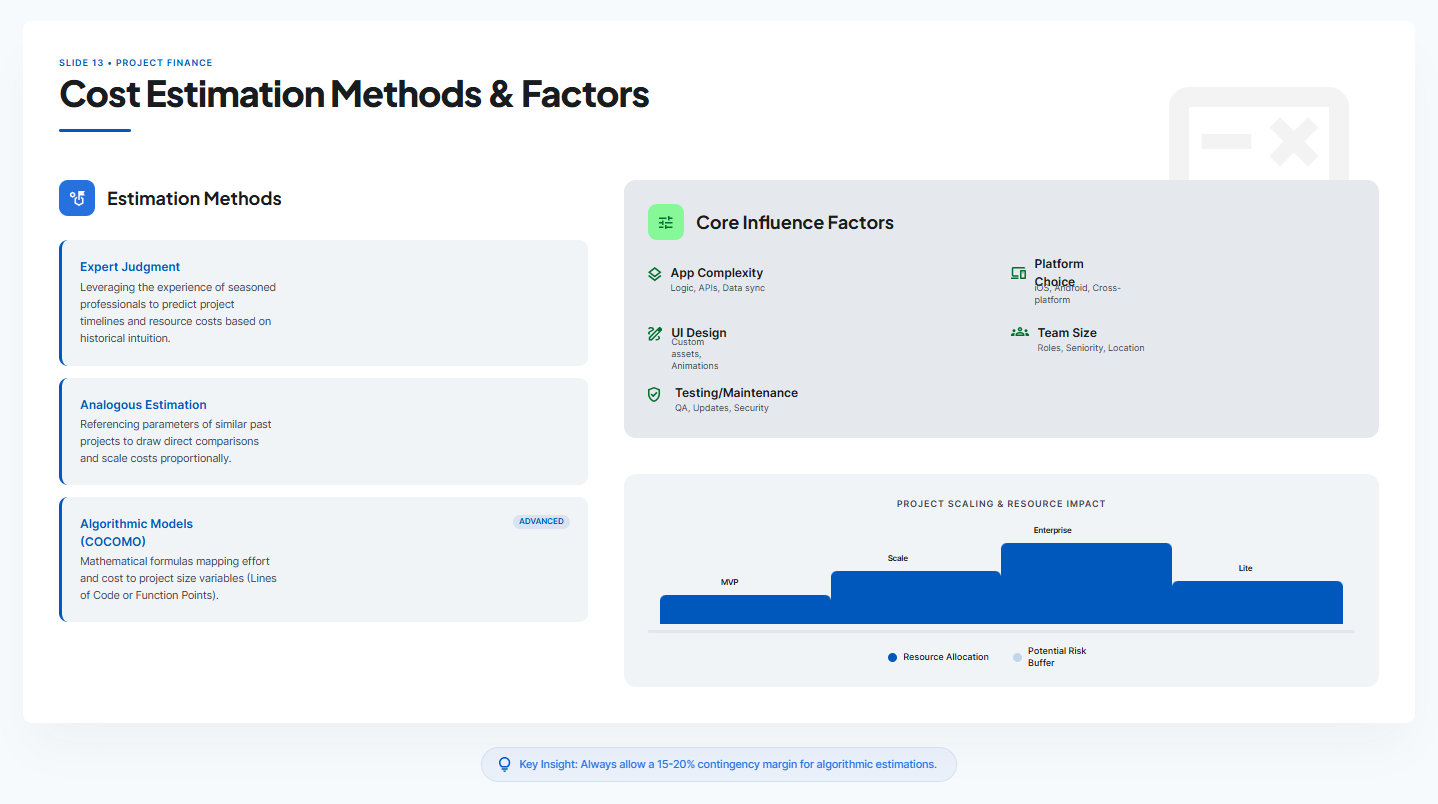 SLIDE 13 • PROJECT FINANCE
Cost Estimation Methods & Factors
Estimation Methods
Expert Judgment
Leveraging the experience of seasoned
professionals to predict project
timelines and resource costs based on
historical intuition.
Analogous Estimation
Referencing parameters of similar past
projects to draw direct comparisons
and scale costs proportionally.
Algorithmic Models
(COCOMO)
ADVANCED
Mathematical formulas mapping effort
and cost to project size variables (Lines
of Code or Function Points).
Core Influence Factors
App Complexity
Logic, APIs, Data sync
Platform
Choice
iOS, Android, Cross-
platform
UI Design
Custom
assets,
Animations
Team Size
Roles, Seniority, Location
Testing/Maintenance
QA, Updates, Security
PROJECT SCALING & RESOURCE IMPACT
MVP
Scale
Enterprise
Lite
Resource Allocation
Potential Risk
Buffer
Key Insight: Always allow a 15-20% contingency margin for algorithmic estimations.